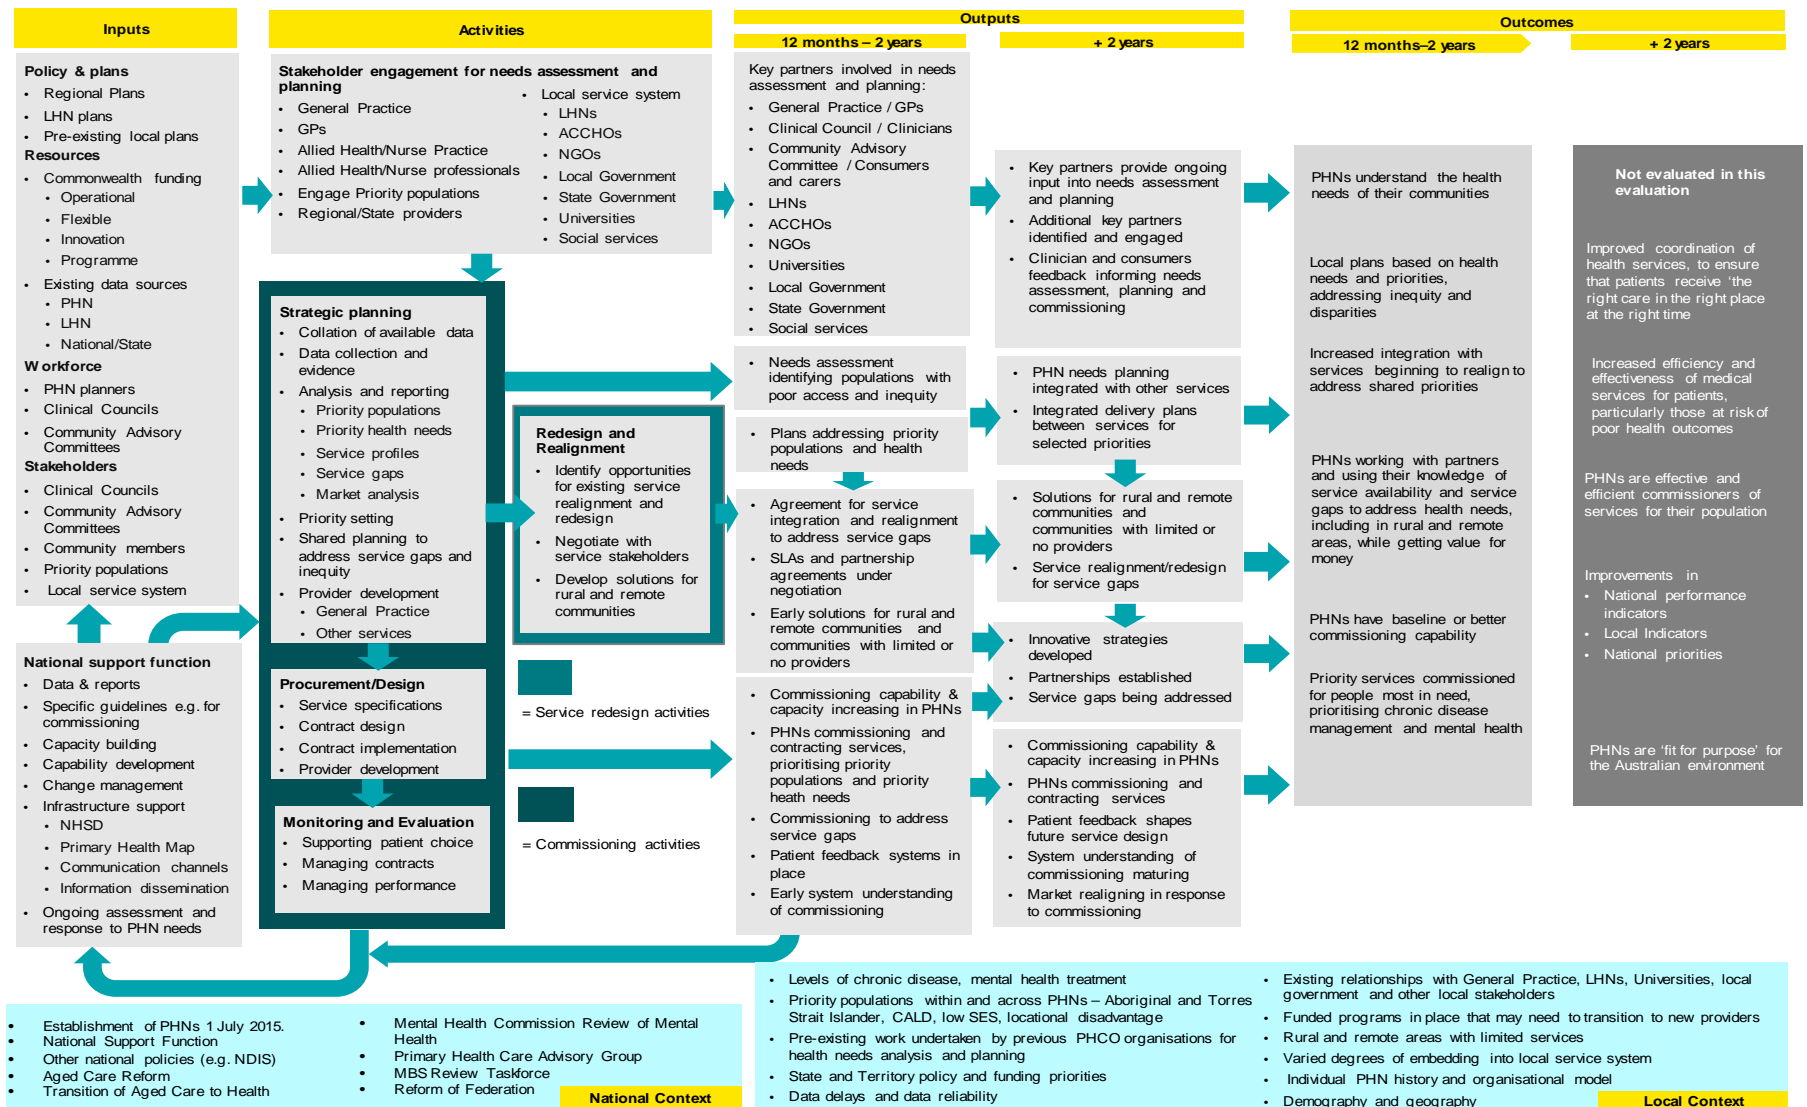 Inputs
Activities
Outputs
12 months – 2 years
+ 2 years
Outcomes
12 months–2 years
+ 2 years
Policy & plans
• Regional Plans
• LHN plans
• Pre-existing local plans
Resources
• Commonwealth funding
• Operational
• Flexible
• Innovation
• Programme
• Existing data sources
• PHN
• LHN
• National/State
Workforce
• PHN planners
• Clinical Councils
• Community Advisory
Committees
Stakeholders
• Clinical Councils
• Community Advisory
Committees
• Community members
• Priority populations
• Local service system
National support function
• Data & reports
• Specific guidelines e.g. for
commissioning
• Capacity building
• Capability development
• Change management
• Infrastructure support
• NHSD
• Primary Health Map
• Communication channels
• Information dissemination
• Ongoing assessment and
response to PHN needs
Stakeholder engagement for needs assessment and
planning
• General Practice
• GPs
• Allied Health/Nurse Practice
• Allied Health/Nurse professionals
• Engage Priority populations
• Regional/State providers
• Local service system
• LHNs
• ACCHOs
• NGOs
• Local Government
• State Government
• Universities
• Social services
Strategic planning
• Collation of available data
• Data collection and
evidence
• Analysis and reporting
• Priority populations
• Priority health needs
• Service profiles
• Service gaps
• Market analysis
• Priority setting
• Shared planning to
address service gaps and
inequity
• Provider development
• General Practice
• Other services
Procurement/Design
• Service specifications
• Contract design
• Contract implementation
• Provider development
Monitoring and Evaluation
• Supporting patient choice
• Managing contracts
• Managing performance
Redesign and
Realignment
• Identify opportunities
for existing service
realignment and
redesign
• Negotiate with
service stakeholders
• Develop solutions for
rural and remote
communities
= Service redesign activities
= Commissioning activities
Key partners involved in needs
assessment and planning:
• General Practice / GPs
• Clinical Council / Clinicians
• Community Advisory
Committee / Consumers
and carers
• LHNs
• ACCHOs
• NGOs
• Universities
• Local Government
• State Government
• Social services
• Needs assessment
identifying populations with
poor access and inequity
• Plans addressing priority
populations and health
needs
• Agreement for service
integration and realignment
to address service gaps
• SLAs and partnership
agreements under
negotiation
• Early solutions for rural and
remote communities and
communities with limited or
no providers
• Commissioning capability &
capacity increasing in PHNs
• PHNs commissioning and
contracting services,
prioritising priority
populations and priority
heath needs
• Commissioning to address
service gaps
• Patient feedback systems in
place
• Early system understanding
of commissioning
• Key partners provide ongoing
input into needs assessment
and planning
• Additional key partners
identified and engaged
• Clinician and consumers
feedback informing needs
assessment, planning and
commissioning
• PHN needs planning
integrated with other services
• Integrated delivery plans
between services for
selected priorities
• Solutions for rural and remote
communities and
communities with limited or
no providers
• Service realignment/redesign
for service gaps
• Innovative strategies
developed
• Partnerships established
• Service gaps being addressed
• Commissioning capability &
capacity increasing in PHNs
• PHNs commissioning and
contracting services
• Patient feedback shapes
future service design
• System understanding of
commissioning maturing
• Market realigning in response
to commissioning
PHNs understand the health
needs of their communities
Local plans based on health
needs and priorities,
addressing inequity and
disparities
Increased integration with
services beginning to realign to
address shared priorities
PHNs working with partners
and using their knowledge of
service availability and service
gaps to address health needs,
including in rural and remote
areas, while getting value for
money
PHNs have baseline or better
commissioning capability
Priority services commissioned
for people most in need,
prioritising chronic disease
management and mental health
Not evaluated in this
evaluation
Improved coordination of
health services, to ensure
that patients receive ‘the
right care in the right place
at the right time
Increased efficiency and
effectiveness of medical
services for patients,
particularly those at risk of
poor health outcomes
PHNs are effective and
efficient commissioners of
services for their population
Improvements in
• National performance
indicators
• Local Indicators
• National priorities
PHNs are ‘fit for purpose’ for
the Australian environment
• Establishment of PHNs 1 July 2015.
• National Support Function
• Other national policies (e.g. NDIS)
• Aged Care Reform
• Transition of Aged Care to Health
• Mental Health Commission Review of Mental
Health
• Primary Health Care Advisory Group
• MBS Review Taskforce
• Reform of Federation
National Context
• Levels of chronic disease, mental health treatment
• Priority populations within and across PHNs – Aboriginal and Torres
Strait Islander, CALD, low SES, locational disadvantage
• Pre-existing work undertaken by previous PHCO organisations for
health needs analysis and planning
• State and Territory policy and funding priorities
• Data delays and data reliability
• Existing relationships with General Practice, LHNs, Universities, local
government and other local stakeholders
• Funded programs in place that may need to transition to new providers
• Rural and remote areas with limited services
• Varied degrees of embedding into local service system
• Individual PHN history and organisational model
• Demography and geography
Local Context